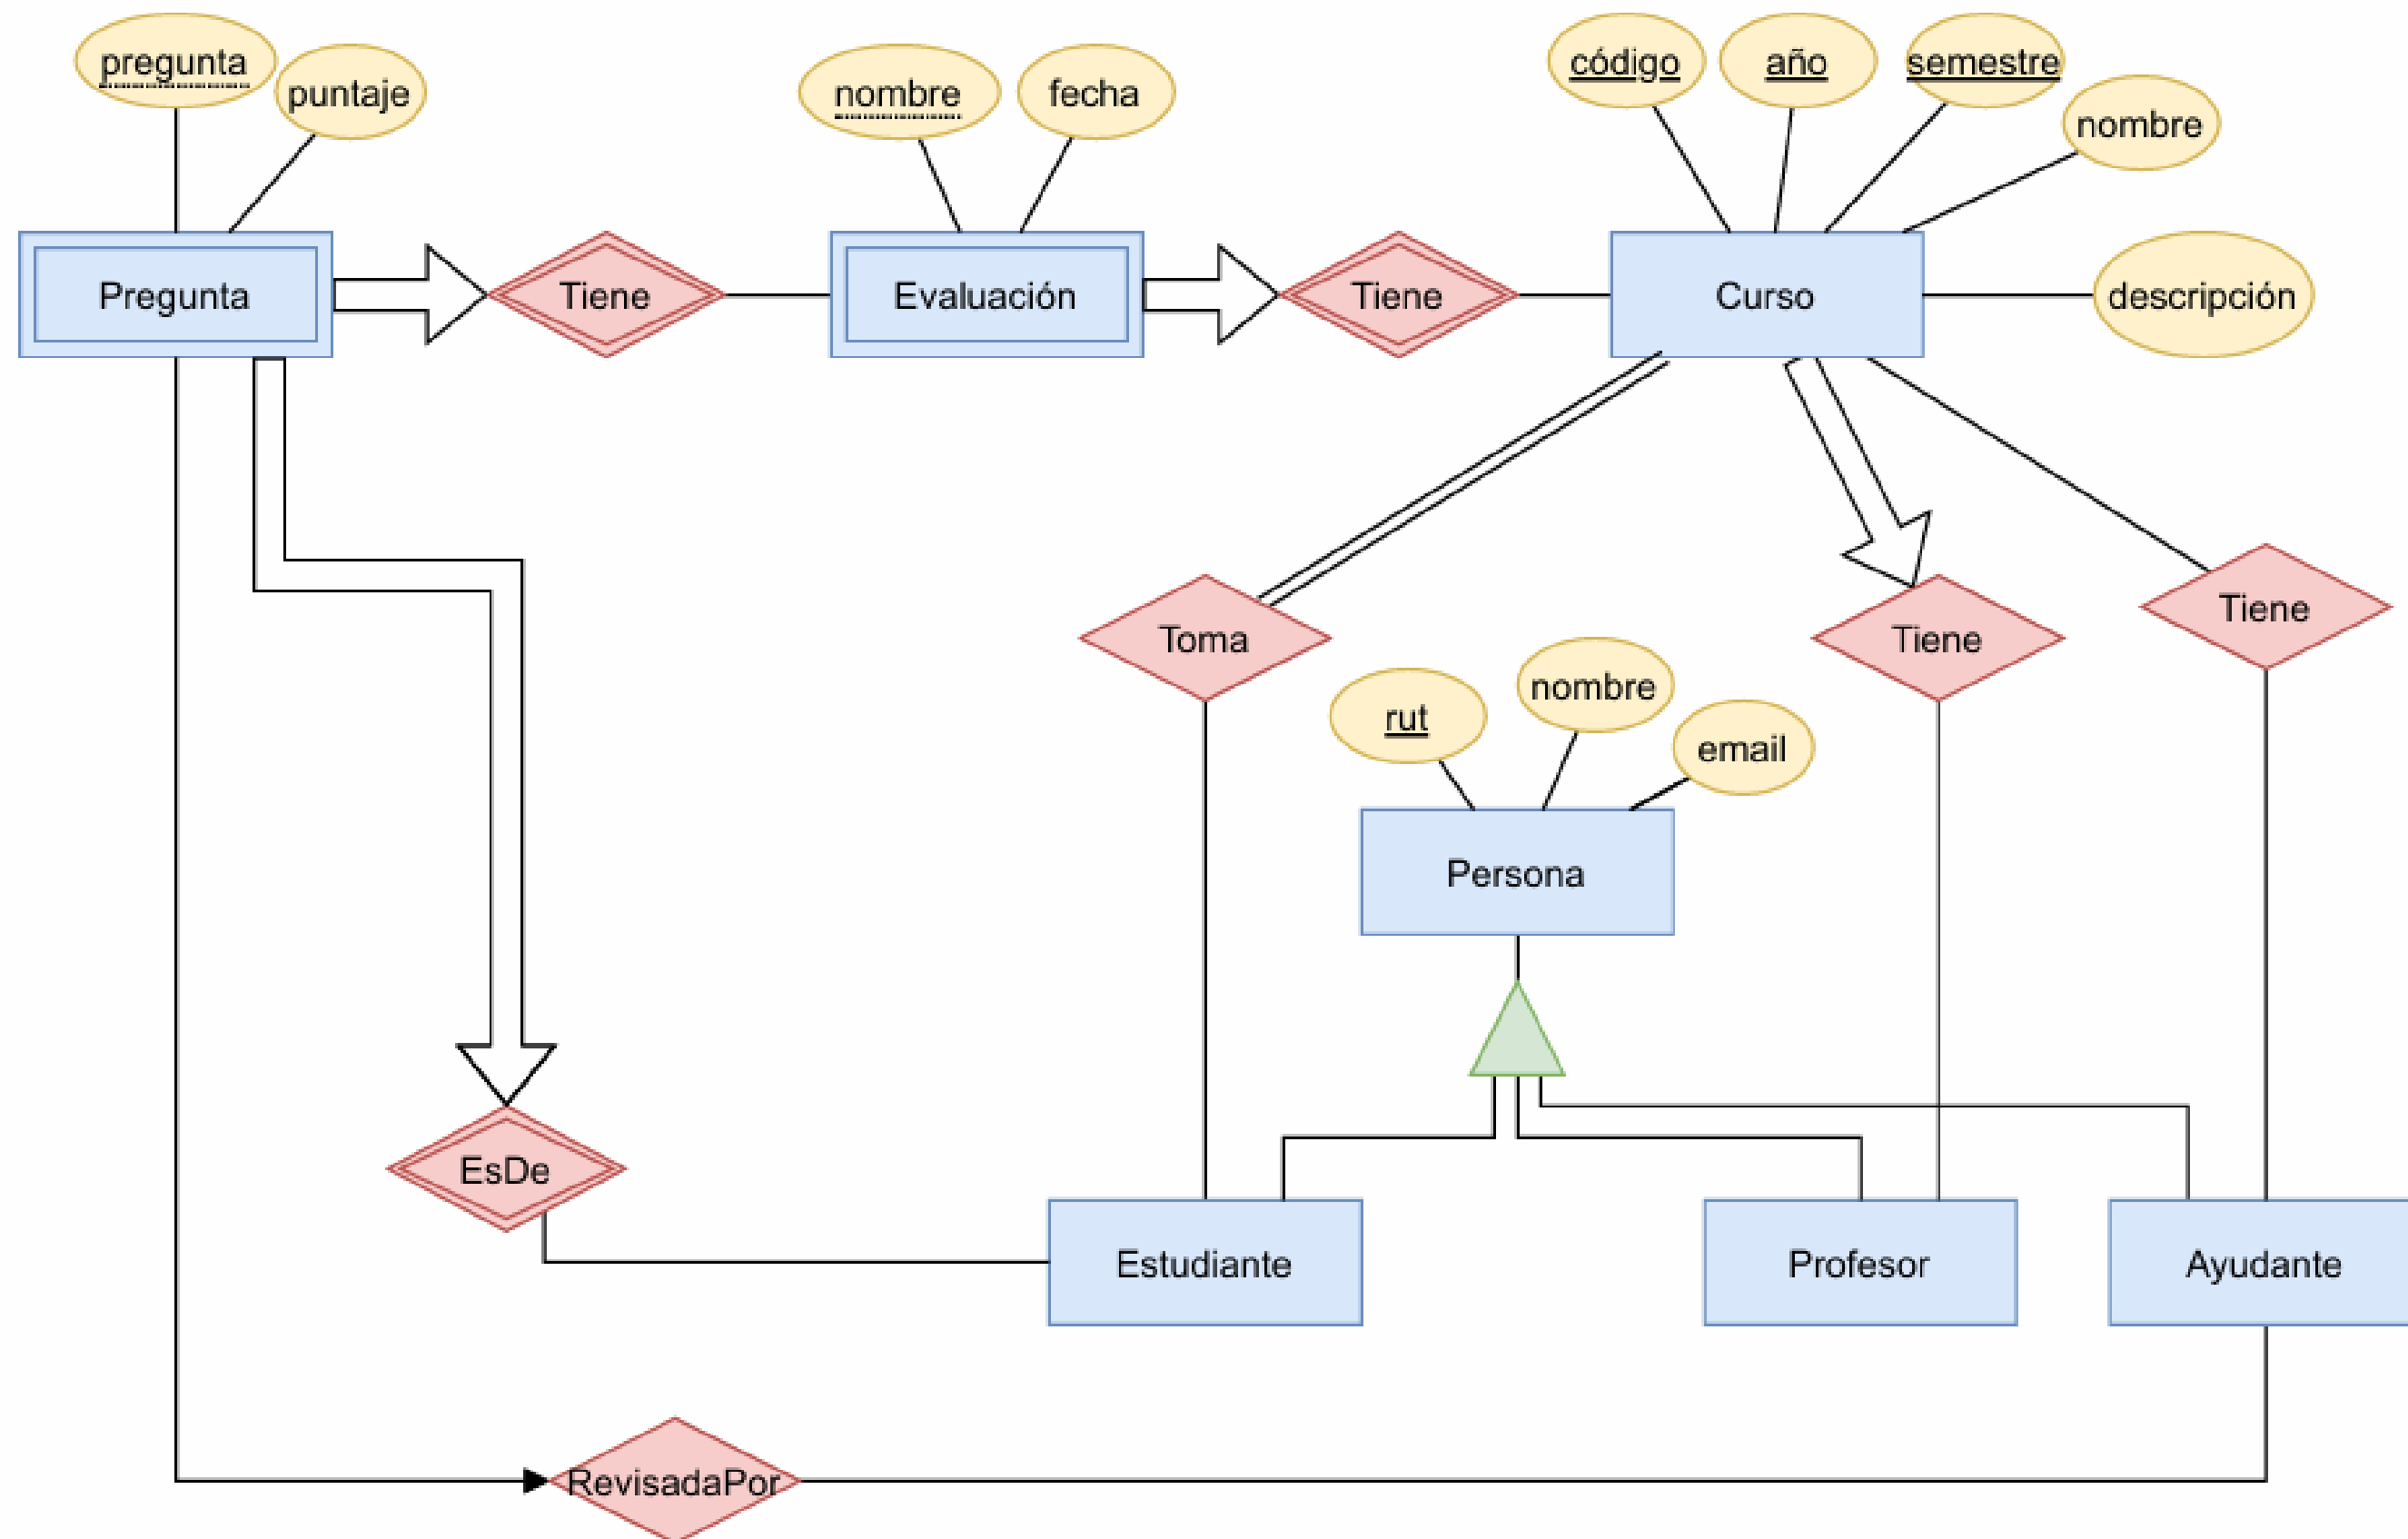 pregunta
puntaje
nombre
fecha
código
año
semestre
nombre
Pregunta
Tiene
Evaluación
Tiene
Curso
descripción
Toma
Tiene
Tiene
rut
nombre
email
Persona
EsDe
Estudiante
Profesor
Ayudante
RevisadaPor